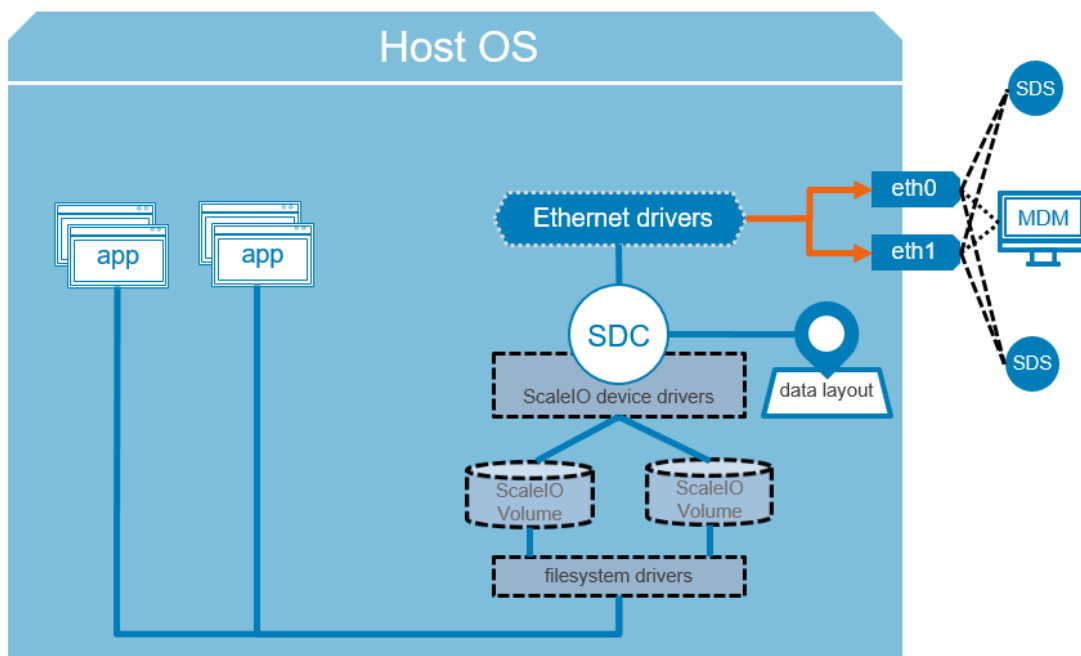 Host OS
SDS
eth0
Ethernet drivers
MDM
app
app
eth1
SDC
SDS
data layout
ScaleIO device drivers
ScaleIO
Volume
ScaleIO
Volume
filesystem drivers